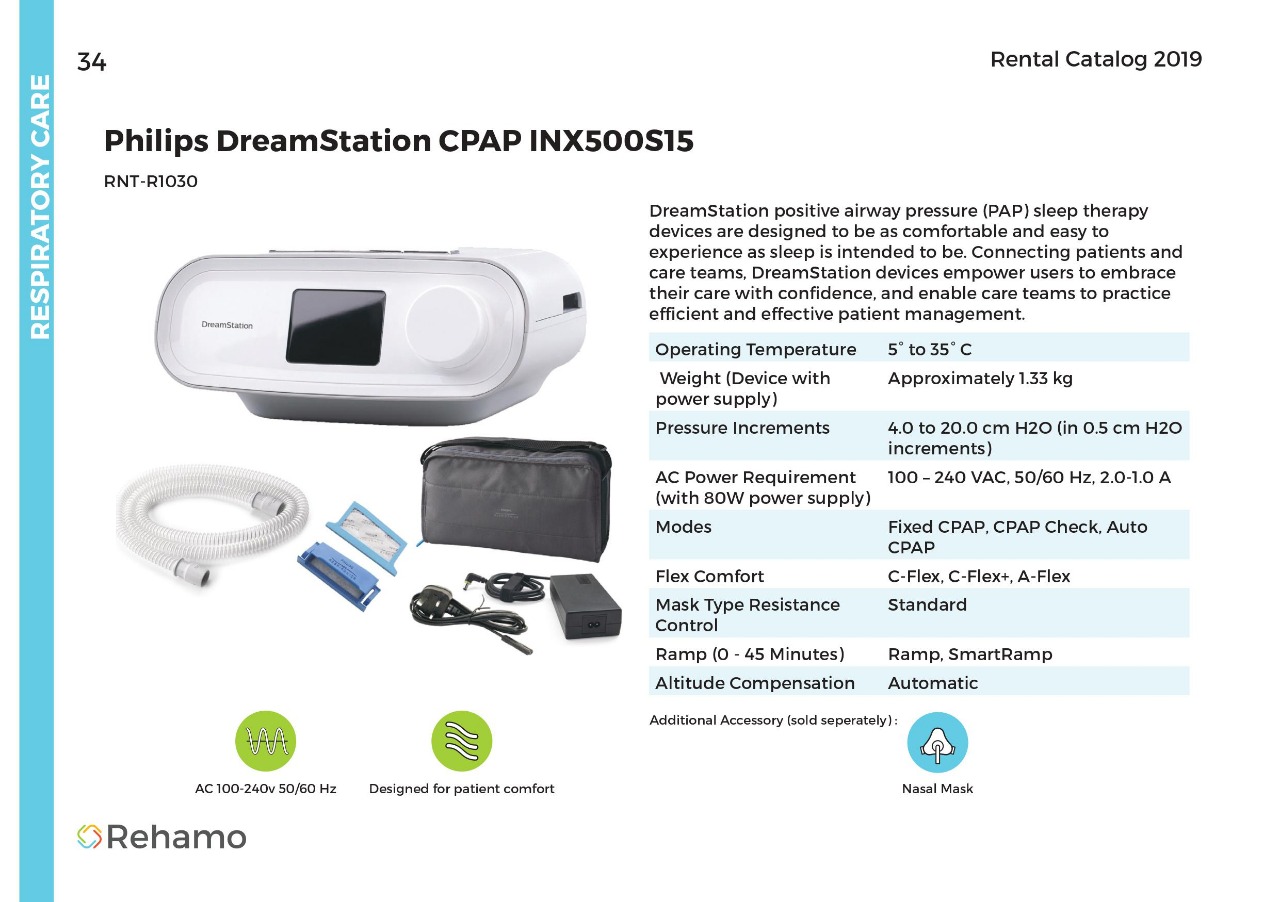 34
Rental Catalog 2019
RESPIRATORY CARE
Philips DreamStation CPAP INX500S15
RNT-R1030
DreamStation
DreamStation positive airway pressure (PAP) sleep therapy
devices are designed to be as comfortable and easy to
experience as sleep is intended to be. Connecting patients and
care teams, DreamStation devices empower users to embrace
their care with confidence, and enable care teams to practice
efficient and effective patient management.
Operating Temperature 5° to 35° C
Weight (Device with Approximately 1.33 kg
power supply)
Pressure Increments 4.0 to 20.0 cm H2O (in 0.5 cm H2O
increments)
AC Power Requirement 100 – 240 VAC, 50/60 Hz, 2.0-1.0 A
(with 80W power supply)
Modes Fixed CPAP, CPAP Check, Auto
CPAP
Flex Comfort C-Flex, C-Flex+, A-Flex
Mask Type Resistance Standard
Control
Ramp (0 - 45 Minutes) Ramp, SmartRamp
Altitude Compensation Automatic
Additional Accessory (sold seperately) :
AC 100-240v 50/60 Hz
Designed for patient comfort
Nasal Mask
Rehamo